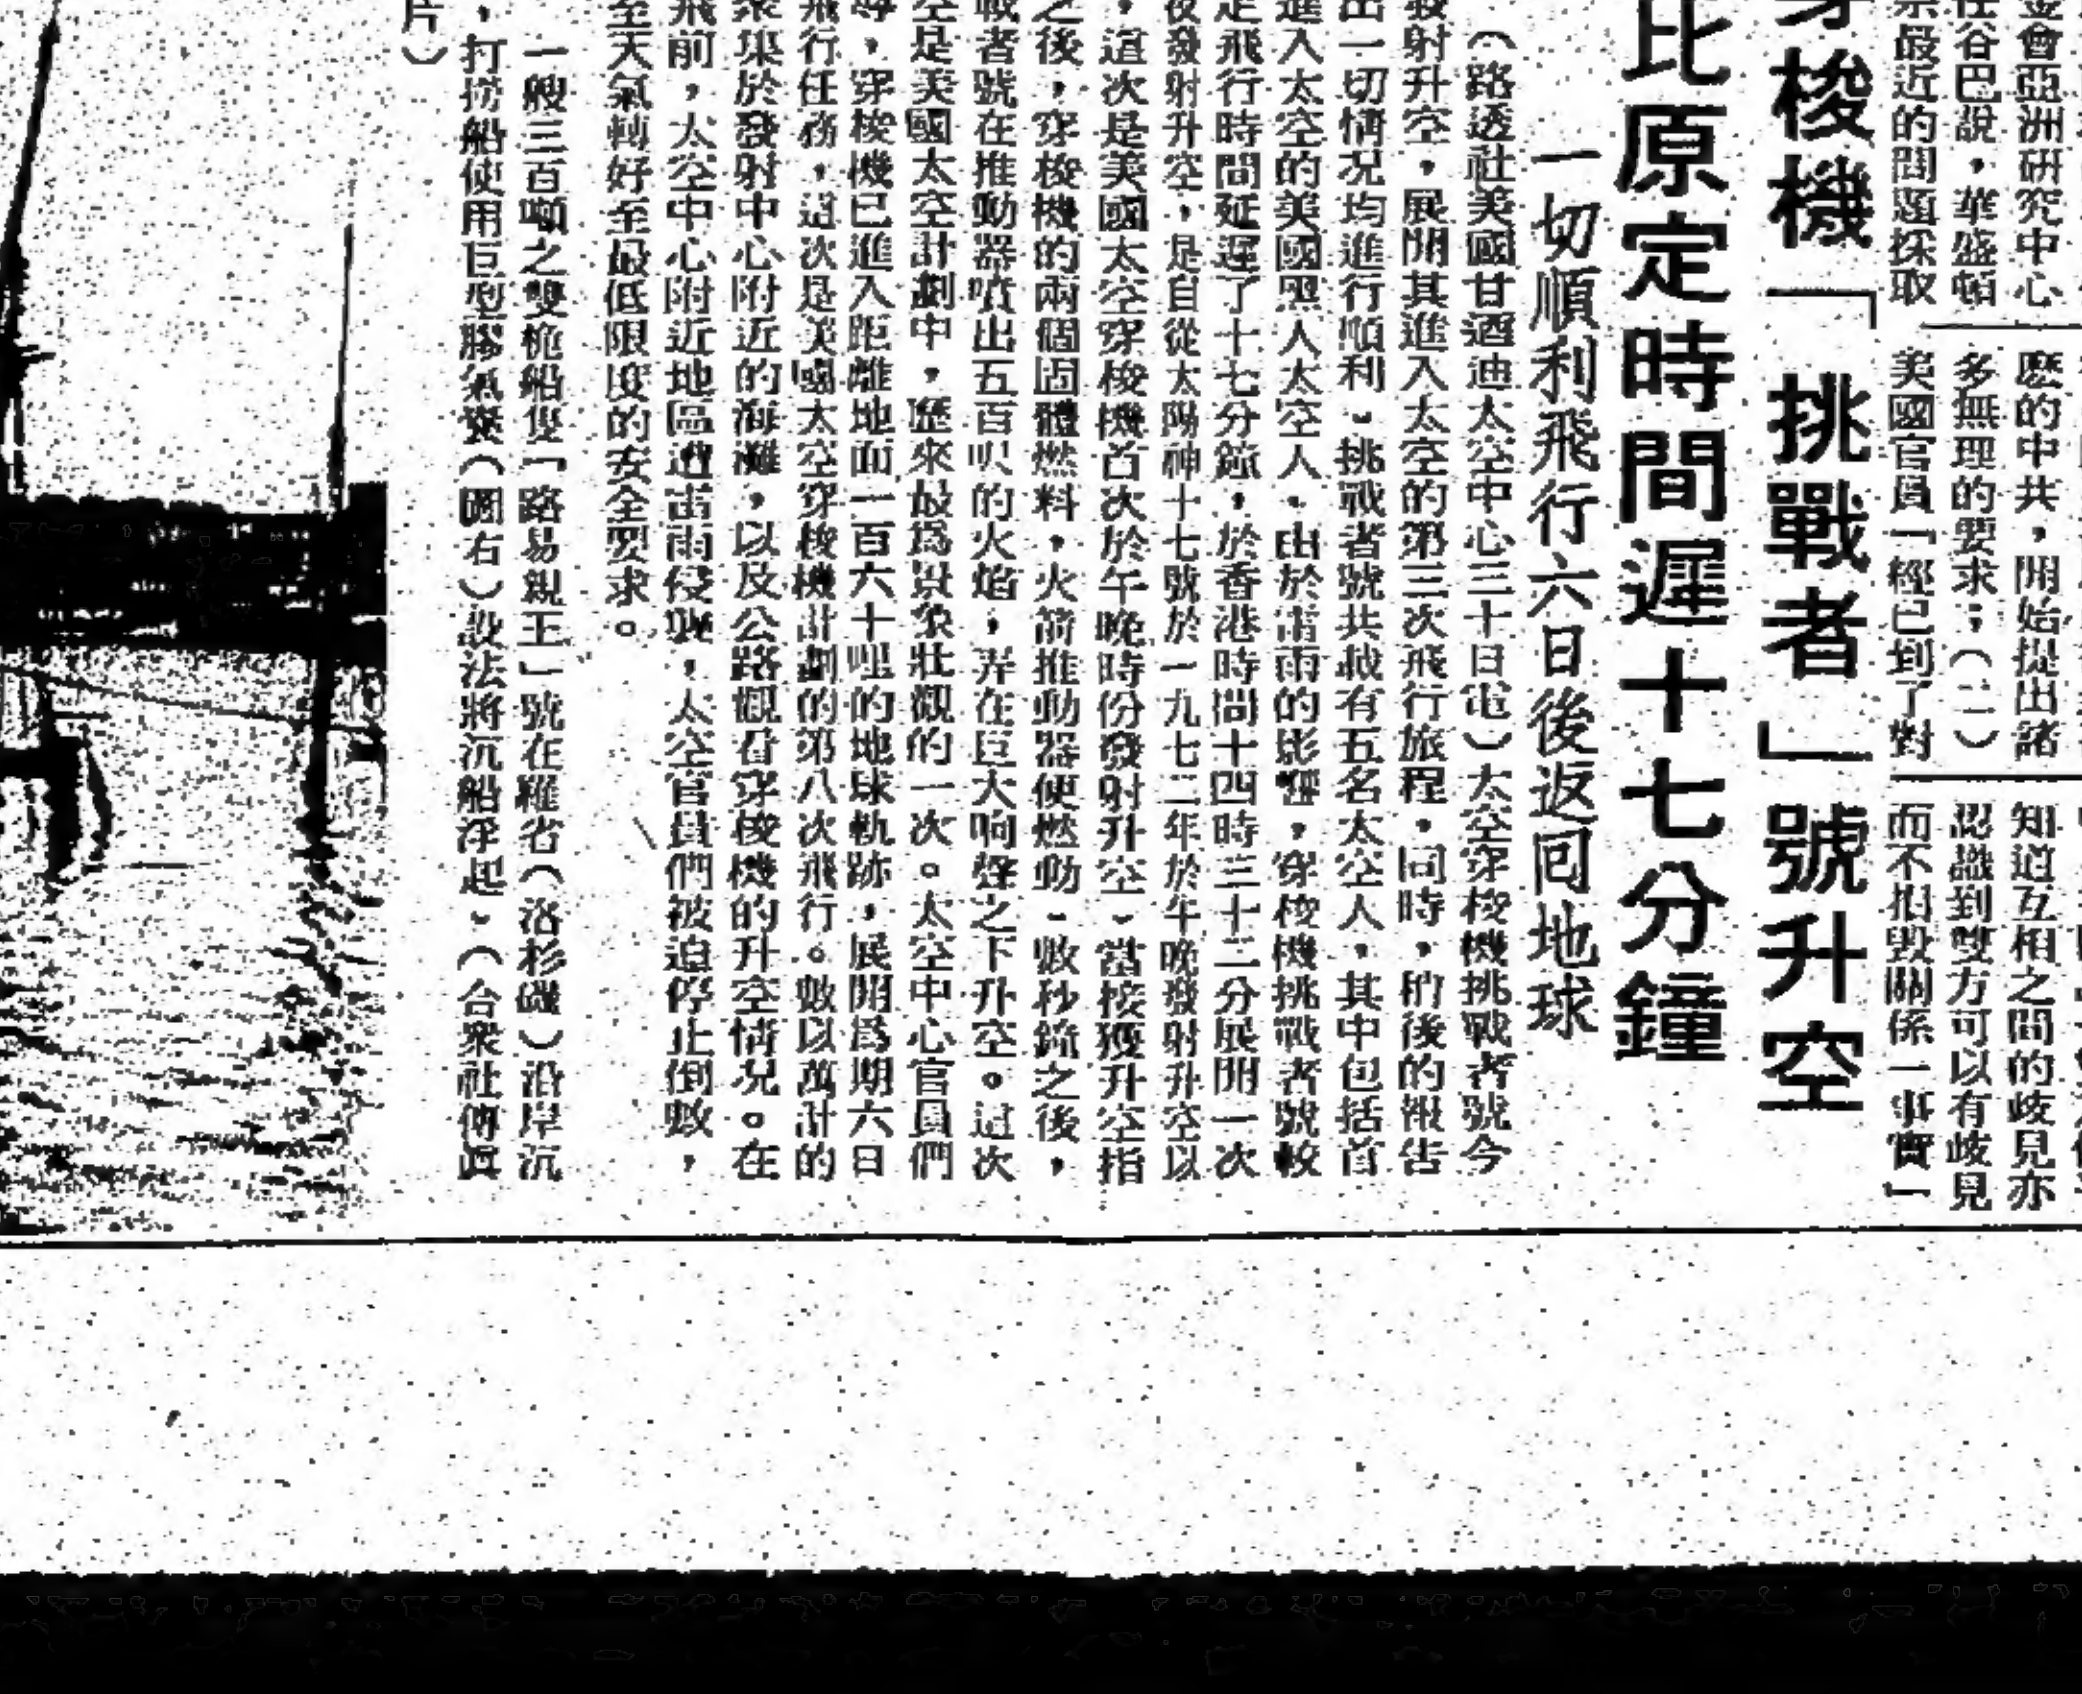 金會亞洲研究中心
任谷巴說，華盛頓
最近的問題採取
麽的中共，開始提出諸
多無理的要求；（二）
美國官員「經已到了對
知道互相之間的歧見亦
認識到雙方可以有歧見
而不損毀關係一事實」
穿梭機「挑戰者」號升空
比原定時間遲十七分鐘
一切順利飛行六日後返回地球
（路透社美國甘迺迪太空中心三十日電）太空穿梭機挑戰者號今
發射升空，展開其進入太空的第三次飛行旅程，同時，稍後的報告
出一切情況均進行順利。挑戰者號共載有五名太空人，其中包括首
進入太空的美國黑人太空人。由於雷雨的影響，穿梭機挑戰者號較
定飛行時間延遲了十七分鐘，於香港時間十四時三十二分展開一次
夜發射升空，是自從太陽神十七號於一九七二年於午晚發射升空以
，這次是美國太空穿梭機首次於午晚時份發射升空。當接獲升空指
之後，穿梭機的兩個固體燃料，火箭推動器便燃動。數秒鐘之後，
戰者號在推動器噴出五百呎的火焰，弄在巨大响聲之下升空。這次
空是美國太空計劃中，歷來最爲景象壯觀的一次。太空中心官員們
，穿梭機已進入距離地面一百六十哩的地球軌跡，展開爲期六日
飛行任務，這次是美國太空穿梭機計劃的第八次飛行。數以萬計的
衆集於發射中心附近的海灘，以及公路觀看穿梭機的升空情況。在
飛前，太空中心附近地區遭雷雨侵襲，太空官員們被迫停止倒數，
至天氣轉好至最低限度的安全要求。
一艘三百噸之雙桅船隻「路易親王」號在羅省（洛杉磯）沿岸沉
，打撈船使用巨型膠氣袋（圖右）設法將沉船浮起。（合衆社傳眞
片）